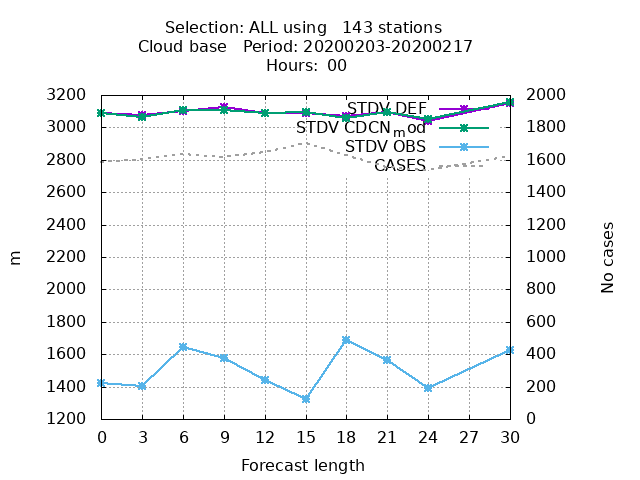 Selection: ALL using   143 stations
Cloud base   Period: 20200203-20200217
Hours:  00
3200
3000
2800
2600
2400
2200
2000
1800
1600
1400
1200
m
2000
1800
1600
1400
1200
1000
800
600
400
200
0
No cases
STDV DEF
STDV CDCN_mod
STDV OBS
CASES
0 3 6 9 12 15 18 21 24 27 30
Forecast length